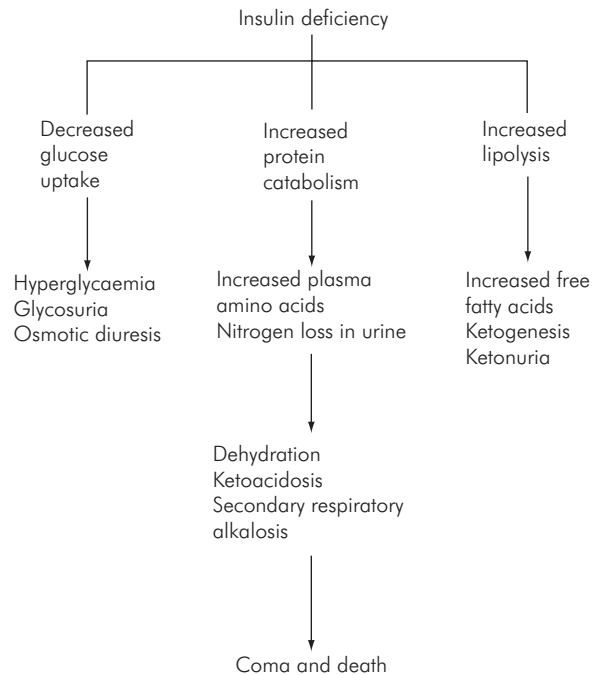 Insulin deficiency
Decreased
glucose
uptake
Increased
protein
catabolism
Increased
lipolysis
Hyperglycaemia
Glycosuria
Osmotic diuresis
Increased plasma
amino acids
Nitrogen loss in urine
Increased free
fatty acids
Ketogenesis
Ketonuria
Dehydration
Ketoacidosis
Secondary respiratory
alkalosis
Coma and death